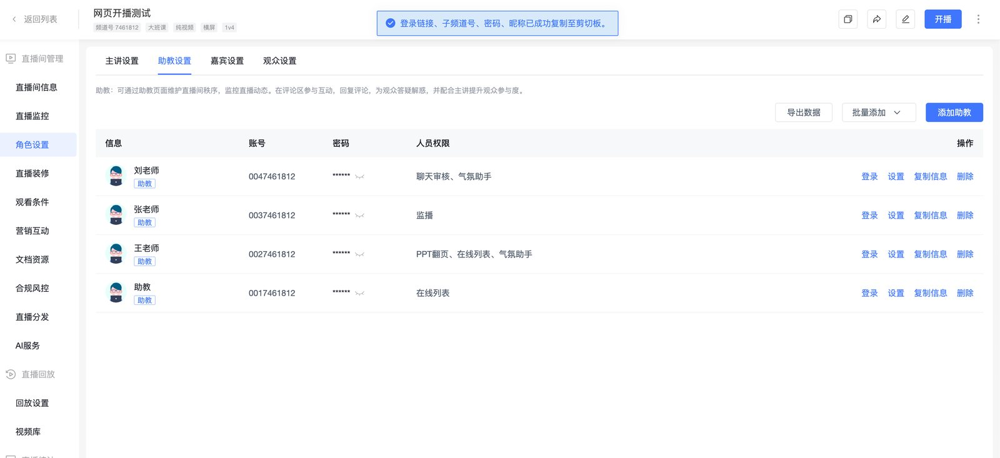 返回列表
网页开播测试
频道号 7461812 大班课 纯视频 横屏 1v4
登录链接、子频道号、密码、昵称已成功复制至剪切板。
开播
直播间管理
直播间信息
直播监控
角色设置
直播装修
观看条件
营销互动
文档资源
合规风控
直播分发
AI服务
直播回放
回放设置
视频库
主讲设置 助教设置 嘉宾设置 观众设置
助教：可通过助教页面维护直播间秩序，监控直播动态。在评论区参与互动，回复评论，为观众答疑解惑，并配合主讲提升观众参与度。
导出数据 批量添加 添加助教
信息 账号 密码 人员权限 操作
刘老师
助教
0047461812 ****** 聊天审核、气氛助手 登录 设置 复制信息 删除
张老师
助教
0037461812 ****** 监播 登录 设置 复制信息 删除
王老师
助教
0027461812 ****** PPT翻页、在线列表、气氛助手 登录 设置 复制信息 删除
助教
助教
0017461812 ****** 在线列表 登录 设置 复制信息 删除